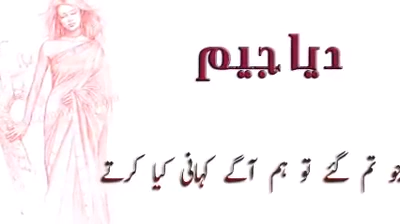 دیا جیم
جو تم گئے تو ہم آگے کہانی کیا کرتے